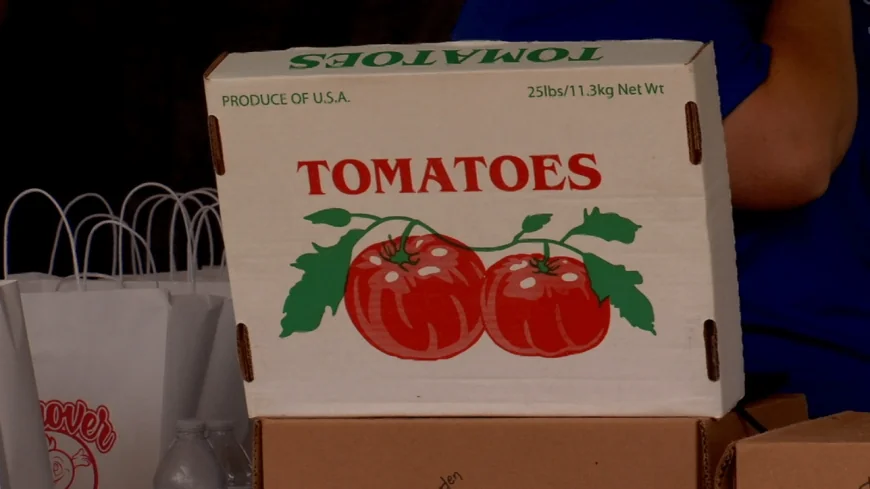 TOMATOES
PRODUCE OF U.S.A.
25lbs/11.3kg Net Wt
TOMATOES